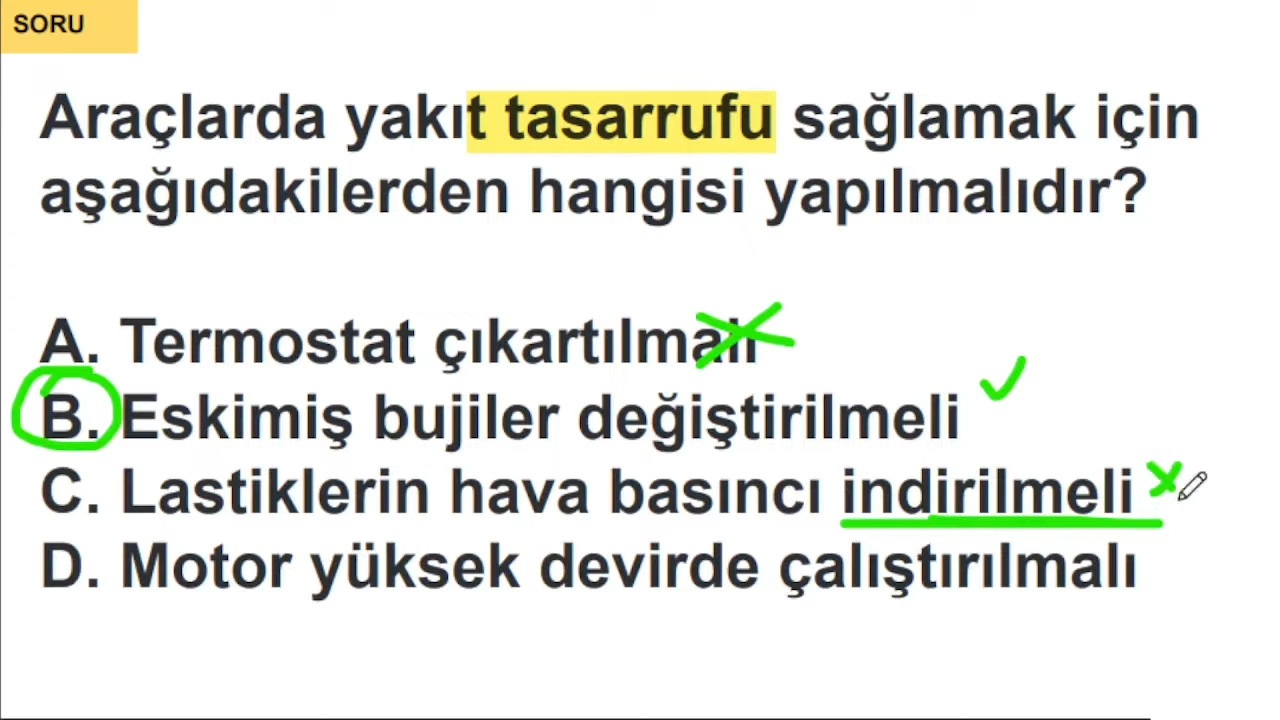 SORU
Araçlarda yakıt tasarrufu sağlamak için
aşağıdakilerden hangisi yapılmalıdır?
A. Termostat çıkartılmalı
B. Eskimiş bujiler değiştirilmeli
C. Lastiklerin hava basıncı indirilmeli
D. Motor yüksek devirde çalıştırılmalı